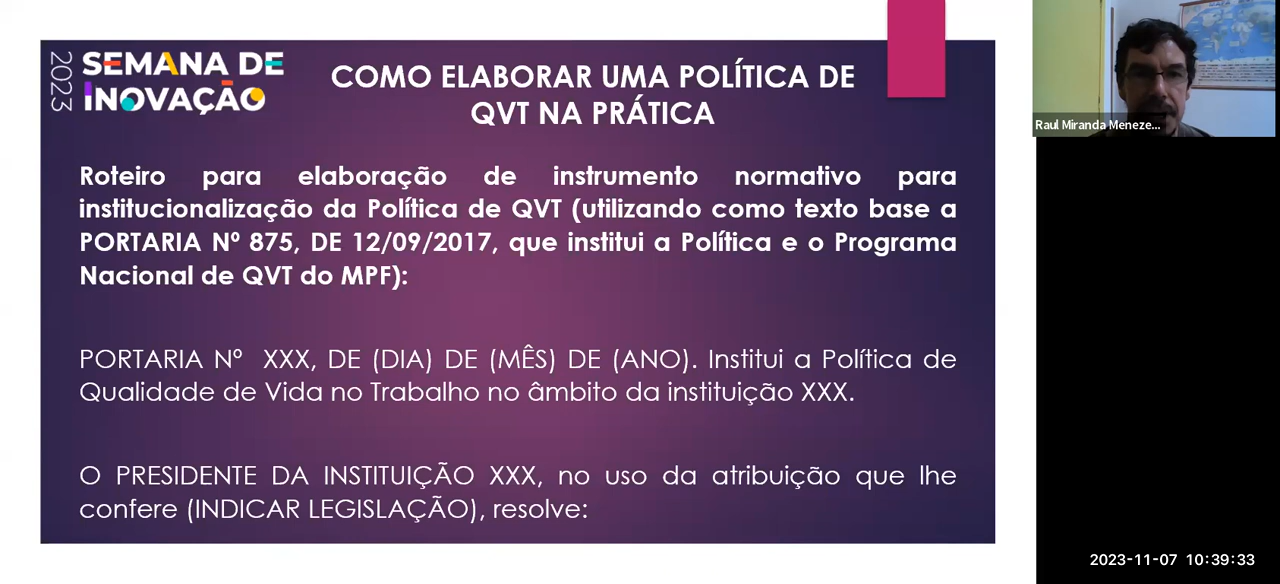 2023
SEMANA DE
INOVAÇÃO
COMO ELABORAR UMA POLÍTICA DE
QVT NA PRÁTICA
Roteiro para elaboração de instrumento normativo para
institucionalização da Política de QVT (utilizando como texto base a
PORTARIA Nº 875, DE 12/09/2017, que institui a Política e o Programa
Nacional de QVT do MPF):
PORTARIA Nº XXX, DE (DIA) DE (MÊS) DE (ANO). Institui a Política de
Qualidade de Vida no Trabalho no âmbito da instituição XXX.
O PRESIDENTE DA INSTITUIÇÃO XXX, no uso da atribuição que lhe
confere (INDICAR LEGISLAÇÃO), resolve:
Raul Miranda Meneze...
2023-11-07 10:39:33